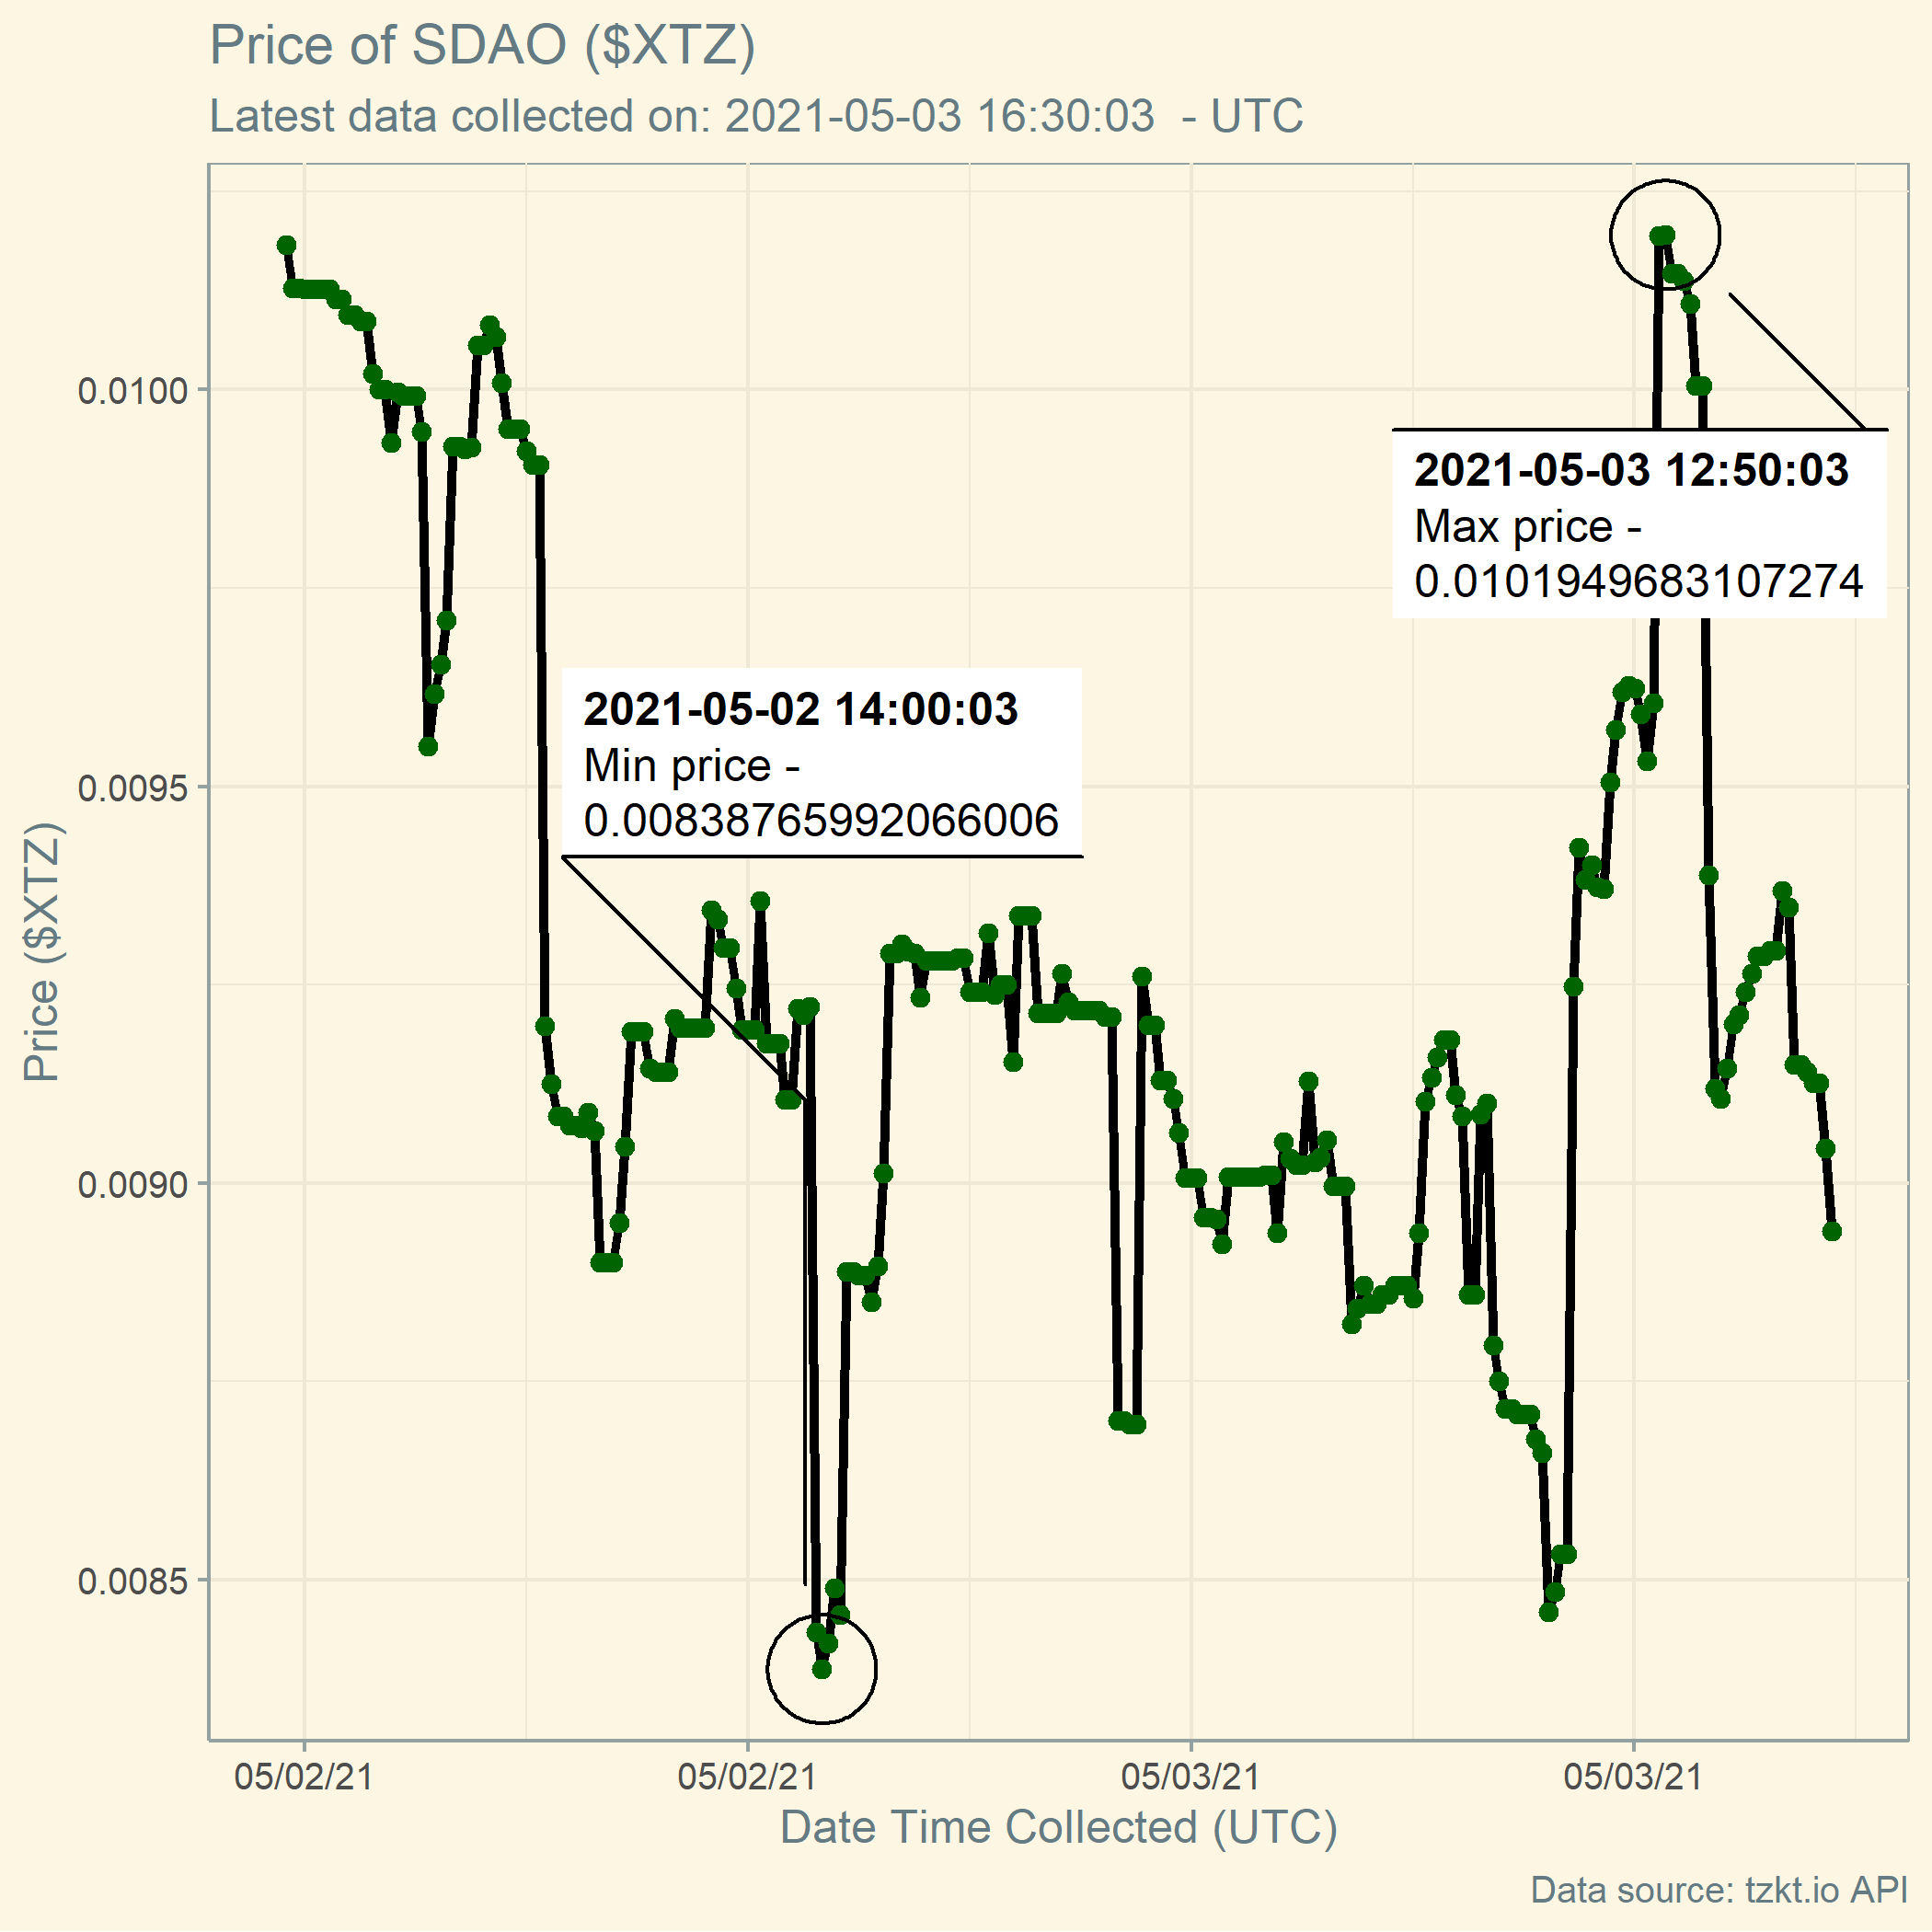 Price of SDAO ($XTZ)
Latest data collected on: 2021-05-03 16:30:03  - UTC
0.0100
2021-05-03 12:50:03
Max price -
0.0101949683107274
2021-05-02 14:00:03
Min price -
0.00838765992066006
0.0095
Price ($XTZ)
0.0090
0.0085
05/02/21 05/02/21 05/03/21 05/03/21
Date Time Collected (UTC)
Data source: tzkt.io API